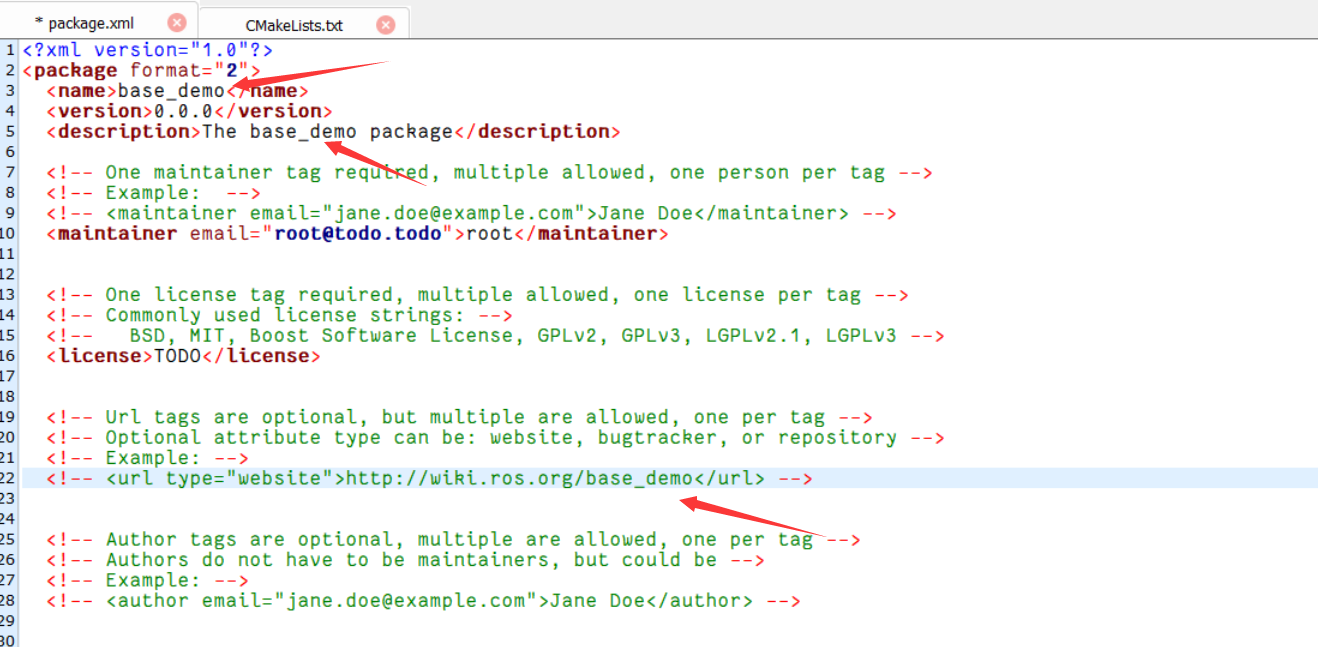 * package.xml
CMakeLists.txt
1 <?xml version="1.0"?>
2 <package format="2">
3 <name>base_demo</name>
4 <version>0.0.0</version>
5 <description>The base_demo package</description>
6
7 <!-- One maintainer tag required, multiple allowed, one person per tag -->
8 <!-- Example:  -->
9 <!-- <maintainer email="jane.doe@example.com">Jane Doe</maintainer> -->
10 <maintainer email="root@todo.todo">root</maintainer>
11
12
13 <!-- One license tag required, multiple allowed, one license per tag -->
14 <!-- Commonly used license strings: -->
15 <!--   BSD, MIT, Boost Software License, GPLv2, GPLv3, LGPLv2.1, LGPLv3 -->
16 <license>TODO</license>
17
18
19 <!-- Url tags are optional, but multiple are allowed, one per tag -->
20 <!-- Optional attribute type can be: website, bugtracker, or repository -->
21 <!-- Example: -->
22 <!-- <url type="website">http://wiki.ros.org/base_demo</url> -->
23
24
25 <!-- Author tags are optional, multiple are allowed, one per tag -->
26 <!-- Authors do not have to be maintainers, but could be -->
27 <!-- Example: -->
28 <!-- <author email="jane.doe@example.com">Jane Doe</author> -->
29
30